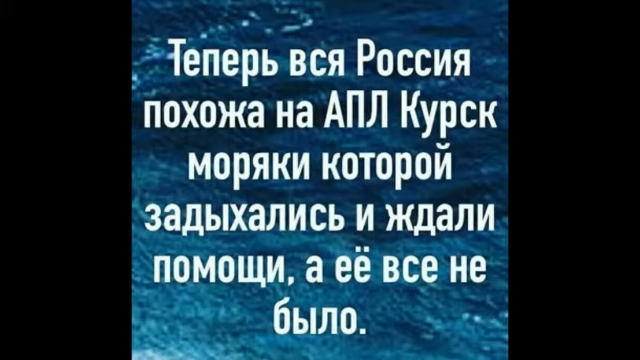 Теперь вся Россия
похожа на АПЛ Курск
моряки которой
задыхались и ждали
помощи, а её все не
было.